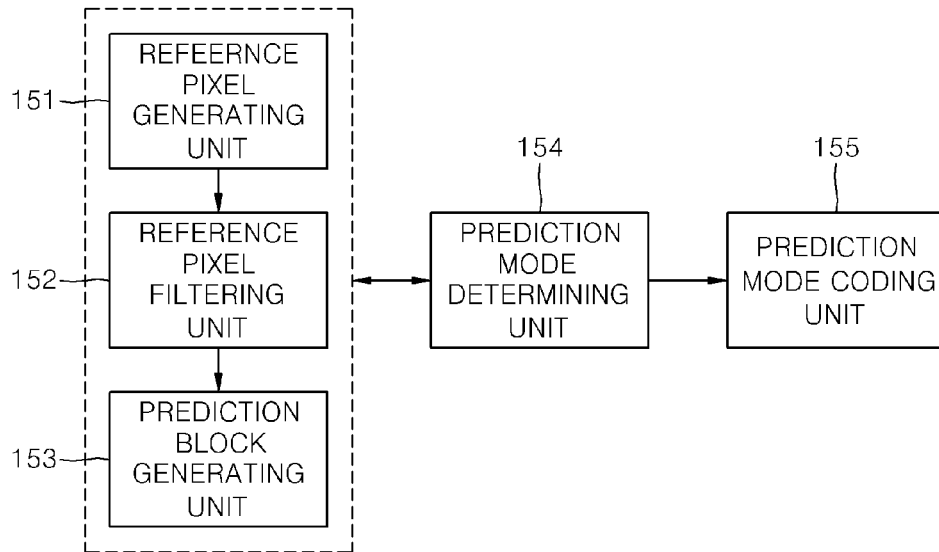 151
REFEERNCE
PIXEL
GENERATING
UNIT
152
REFERENCE
PIXEL
FILTERING
UNIT
153
PREDICTION
BLOCK
GENERATING
UNIT
154
PREDICTION
MODE
DETERMINING
UNIT
155
PREDICTION
MODE CODING
UNIT